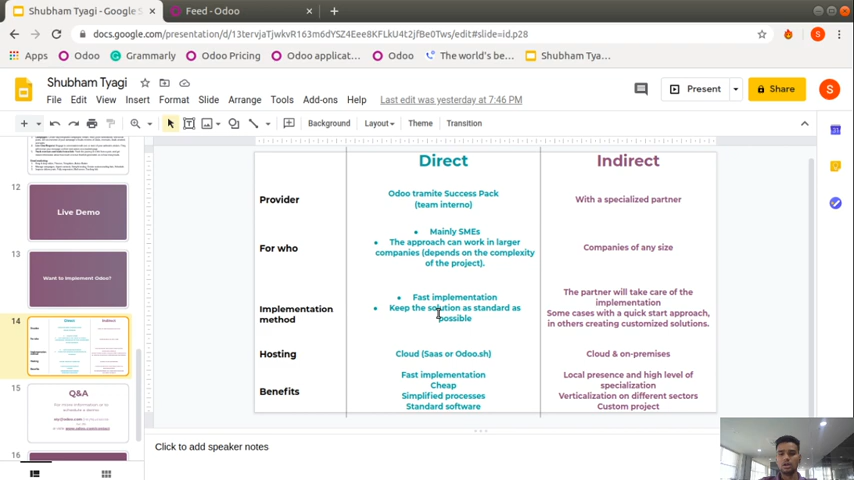 Shubham Tyagi - Google S
Feed - Odoo
docs.google.com/presentation/d/13tervjaTjwkvR163m6dYSZ4Eee8KFLkU4t2jfBe0Tws/edit#slide=id.p28
Apps
Odoo
Grammarly
Odoo Pricing
Odoo applicat...
Odoo
The world's be...
Shubham Tya...
Shubham Tyagi
File Edit View Insert Format Slide Arrange Tools Add-ons Help
Last edit was yesterday at 7:46 PM
Present
Share
S
Background
Layout
Theme
Transition
12
Live Demo
13
Want to Implement Odoo?
14
15
Q&A
16
Direct
Indirect
Provider
Odoo tramite Success Pack
(team interno)
With a specialized partner
For who
Mainly SMEs
The approach can work in larger
companies (depends on the complexity
of the project).
Companies of any size
Implementation
method
Fast implementation
Keep the solution as standard as
possible
The partner will take care of the
implementation
Some cases with a quick start approach,
in others creating customized solutions.
Hosting
Cloud (Saas or Odoo.sh)
Cloud & on-premises
Benefits
Fast implementation
Cheap
Simplified processes
Standard software
Local presence and high level of
specialization
Verticalization on different sectors
Custom project
Click to add speaker notes